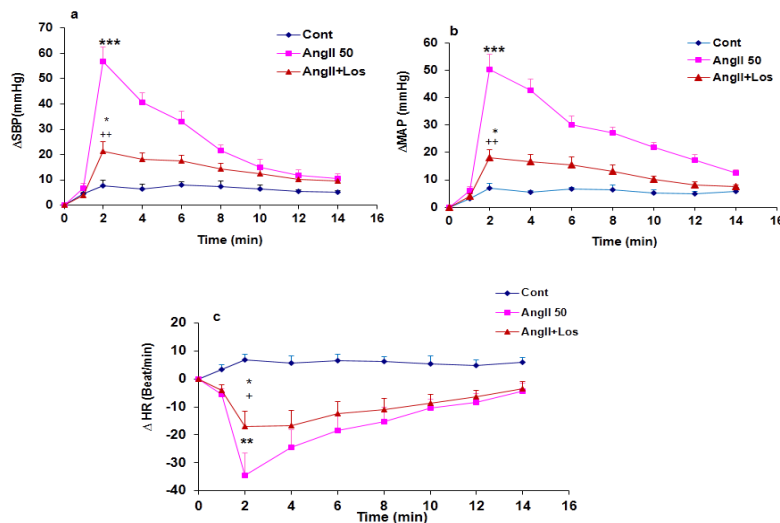 a
Cont
AngII 50
AngII+Los
70
60
50
40
30
20
10
0
ΔSBP(mmHg)
***
*
++
0 2 4 6 8 10 12 14 16
Time (min)
b
Cont
AngII 50
AngII+Los
60
50
40
30
20
10
0
ΔMAP (mmHg)
***
*
++
0 2 4 6 8 10 12 14 16
Time (min)
c
Cont
AngII 50
AngII+Los
20
10
0
-10
-20
-30
-40
Δ HR (Beat/min)
*
+
**
0 2 4 6 8 10 12 14 16
Time (min)